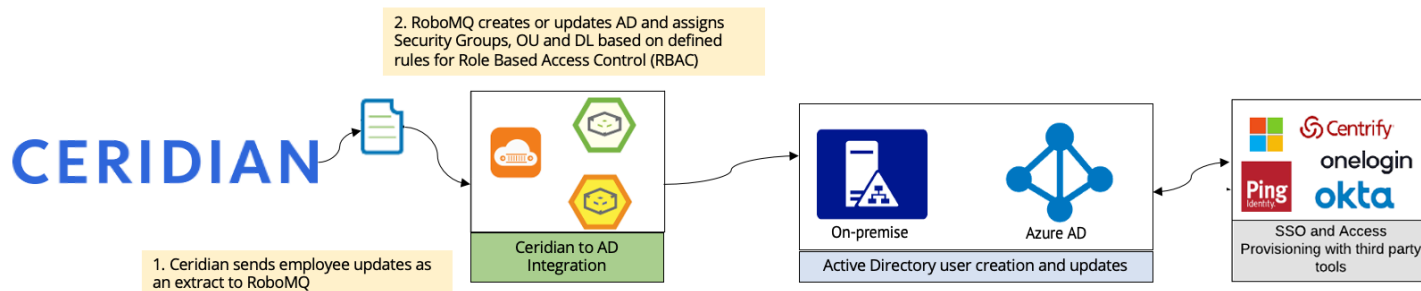 2. RoboMQ creates or updates AD and assigns
Security Groups, OU and DL based on defined
rules for Role Based Access Control (RBAC)
CERIDIAN
1. Ceridian sends employee updates as
an extract to RoboMQ
Ceridian to AD
Integration
On-premise
Azure AD
Active Directory user creation and updates
Centrify
onelogin
Ping
Identity
okta
SSO and Access
Provisioning with third party
tools